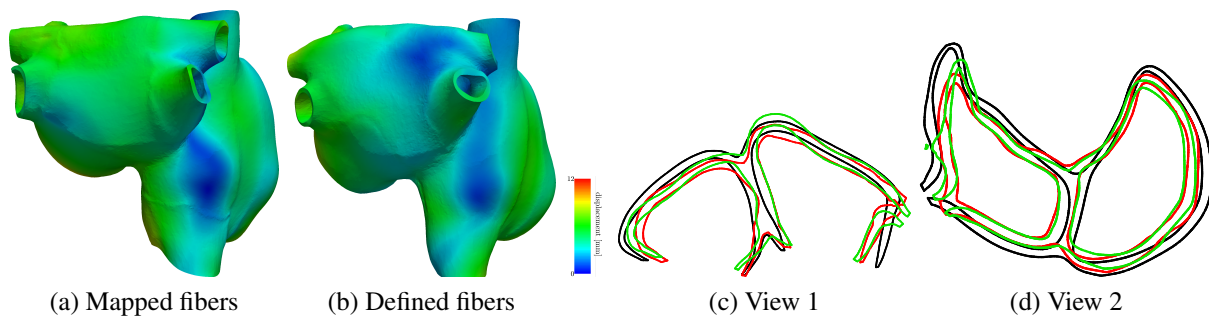 12
displacement [mm]
0
(a) Mapped fibers
(b) Defined fibers
(c) View 1
(d) View 2